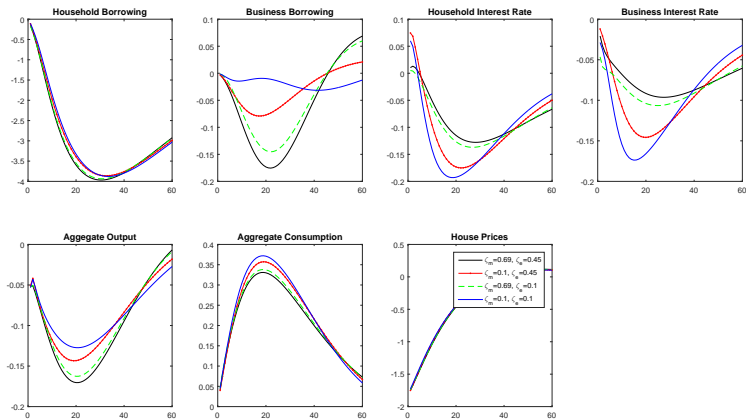 Household Borrowing
0
-0.5
-1
-1.5
-2
-2.5
-3
-3.5
-4
0 20 40 60
Business Borrowing
0.1
0.05
0
-0.05
-0.1
-0.15
-0.2
0 20 40 60
Household Interest Rate
0.1
0.05
0
-0.05
-0.1
-0.15
-0.2
0 20 40 60
Business Interest Rate
0
-0.05
-0.1
-0.15
-0.2
0 20 40 60
Aggegate Output
0
-0.05
-0.1
-0.15
-0.2
0 20 40 60
Aggregate Consumption
0.4
0.35
0.3
0.25
0.2
0.15
0.1
0.05
0
0 20 40 60
House Prices
0.5
0
-0.5
-1
-1.5
-2
0 20 40 60
ζm=0.69, ζe=0.45
ζm=0.1, ζe=0.45
ζm=0.69, ζe=0.1
ζm=0.1, ζe=0.1